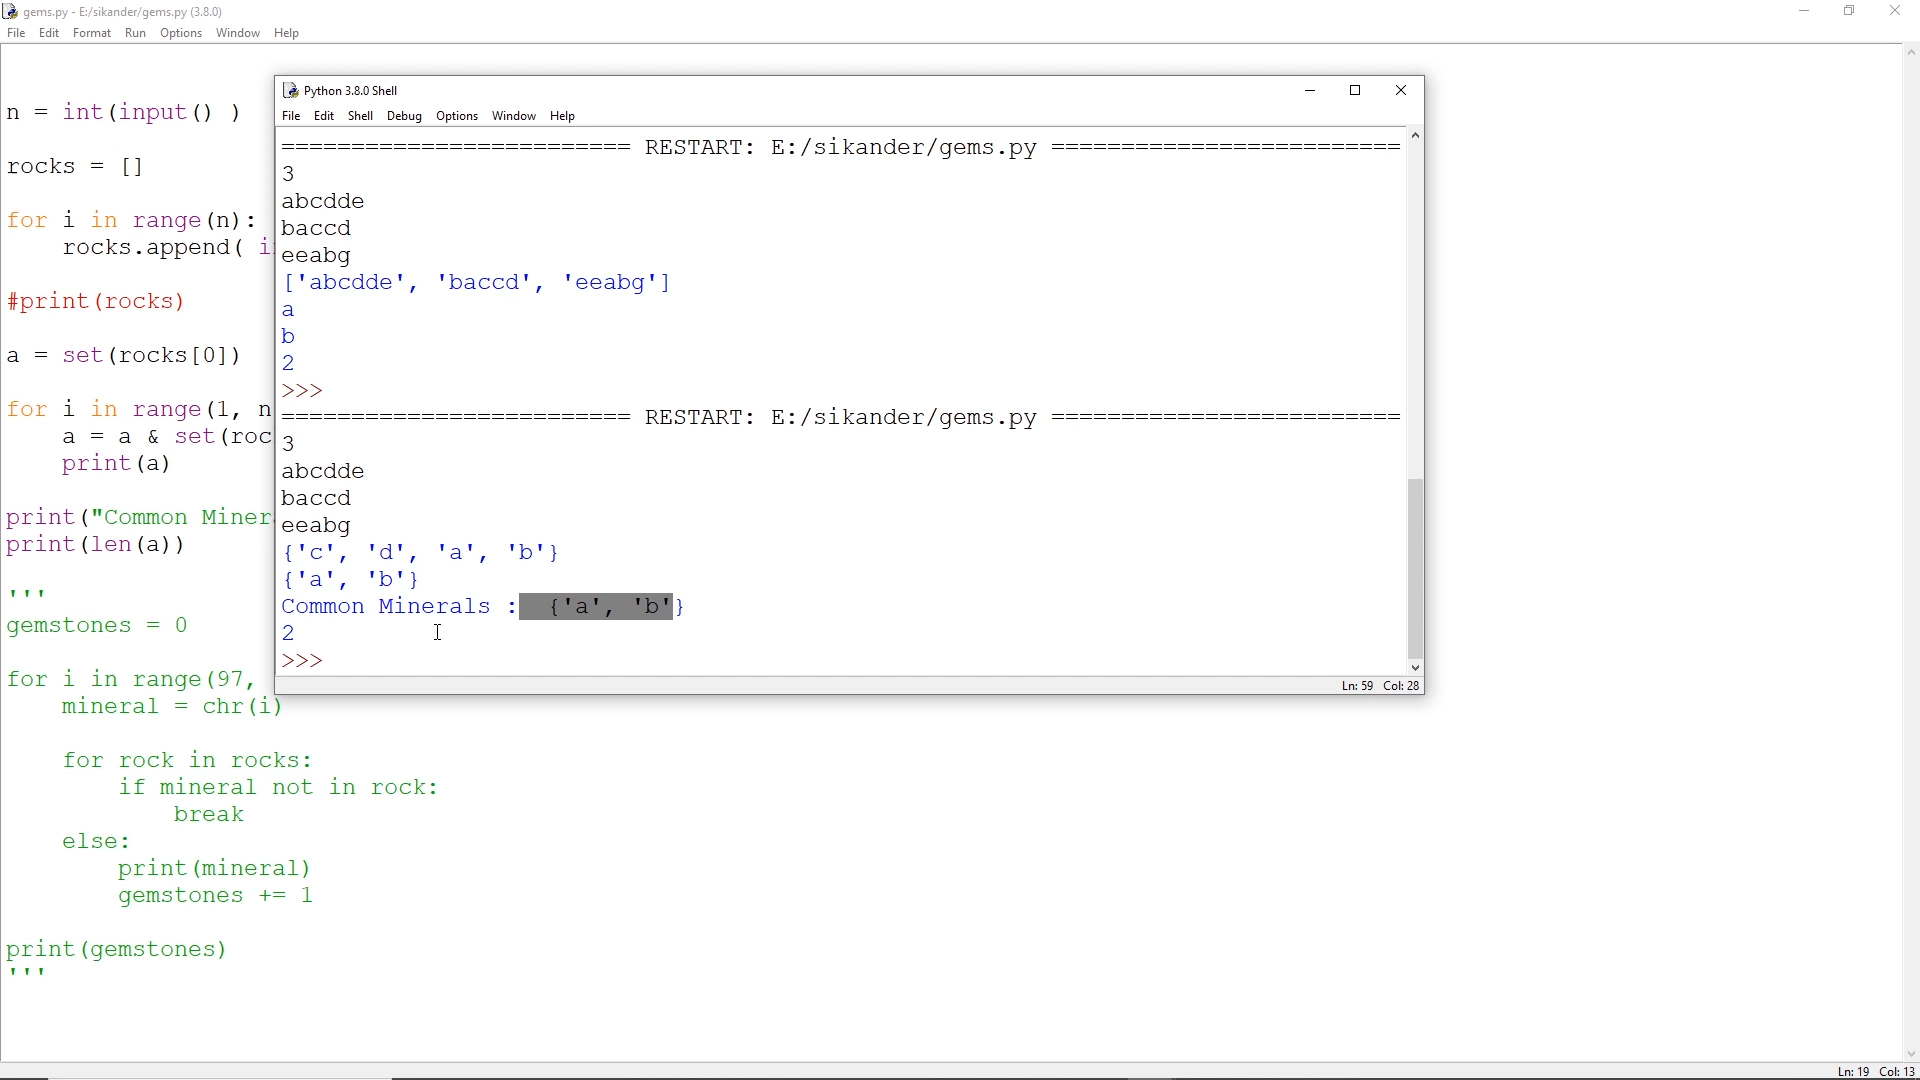 gems.py - E:/sikander/gems.py (3.8.0)
File Edit Format Run Options Window Help
n = int(input() )
rocks = []
for i in range(n):
rocks.append( i
#print(rocks)
a = set(rocks[0])
for i in range(1, n
a = a & set(roc
print(a)
print("Common Miner
print(len(a))
'''
gemstones = 0
for i in range(97,
mineral = chr(i)
for rock in rocks:
if mineral not in rock:
break
else:
print(mineral)
gemstones += 1
print(gemstones)
'''
Python 3.8.0 Shell
File Edit Shell Debug Options Window Help
========================= RESTART: E:/sikander/gems.py =========================
3
abcdde
baccd
eeabg
['abcdde', 'baccd', 'eeabg']
a
b
2
>>>
========================= RESTART: E:/sikander/gems.py =========================
3
abcdde
baccd
eeabg
{'c', 'd', 'a', 'b'}
{'a', 'b'}
Common Minerals :  {'a', 'b'}
2
>>>
Ln: 59 Col: 28
Ln: 19 Col: 13